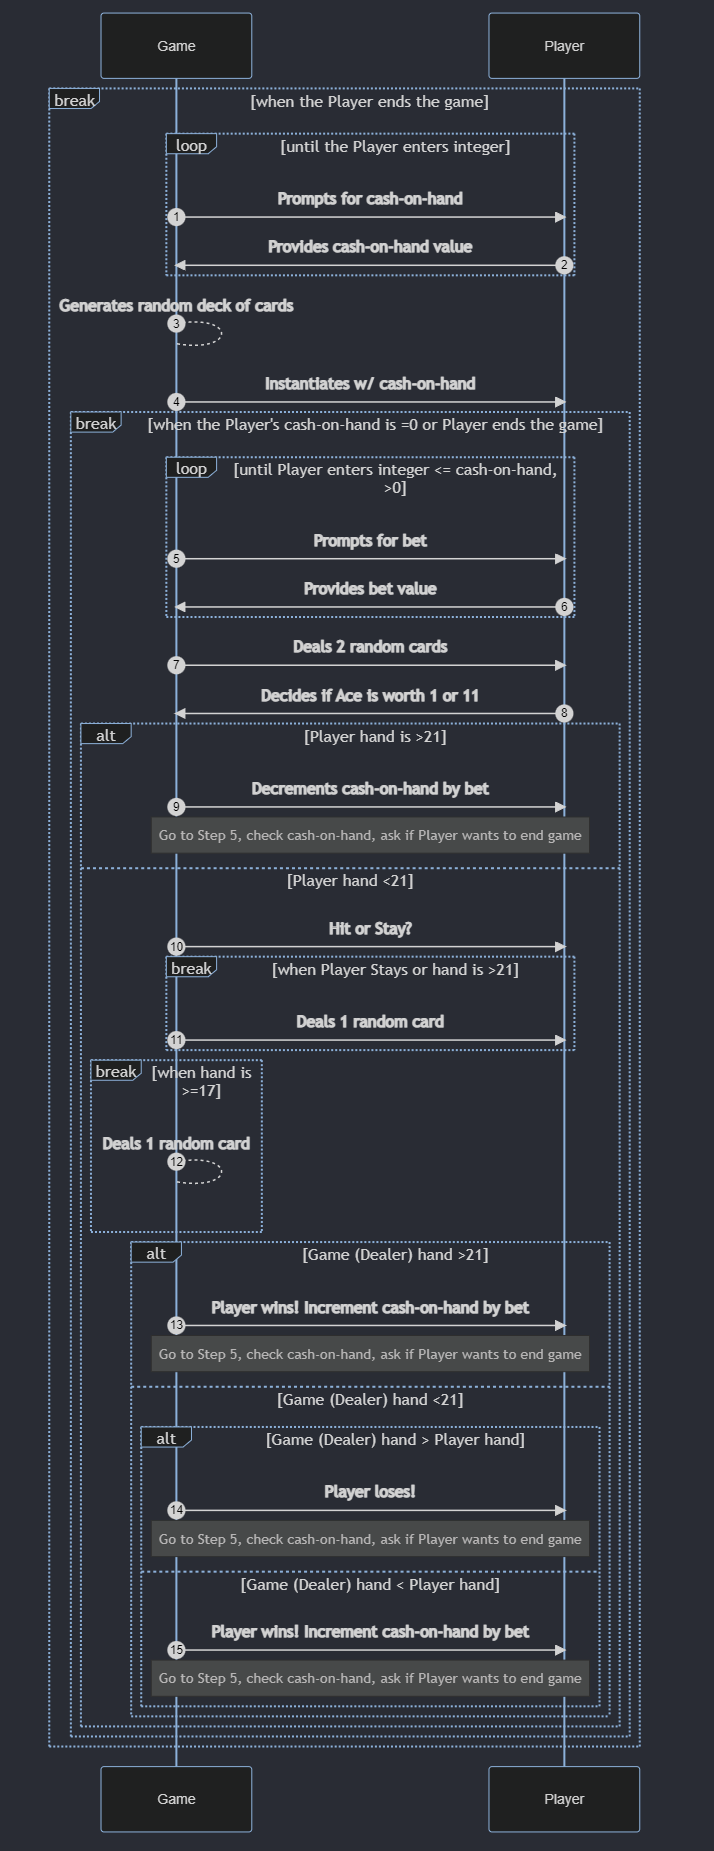 Game
Player
break
[when the Player ends the game]
loop
[until the Player enters integer]
Prompts for cash-on-hand
1
Provides cash-on-hand value
2
Generates random deck of cards
3
Instantiates w/ cash-on-hand
4
break
[when the Player's cash-on-hand is =0 or Player ends the game]
loop
[until Player enters integer <= cash-on-hand,
>0]
Prompts for bet
5
Provides bet value
6
Deals 2 random cards
7
Decides if Ace is worth 1 or 11
8
alt
[Player hand is >21]
Decrements cash-on-hand by bet
9
Go to Step 5, check cash-on-hand, ask if Player wants to end game
[Player hand <21]
Hit or Stay?
10
break
[when Player Stays or hand is >21]
Deals 1 random card
11
break
[when hand is
>=17]
Deals 1 random card
12
alt
[Game (Dealer) hand >21]
Player wins! Increment cash-on-hand by bet
13
Go to Step 5, check cash-on-hand, ask if Player wants to end game
[Game (Dealer) hand <21]
alt
[Game (Dealer) hand > Player hand]
Player loses!
14
Go to Step 5, check cash-on-hand, ask if Player wants to end game
[Game (Dealer) hand < Player hand]
Player wins! Increment cash-on-hand by bet
15
Go to Step 5, check cash-on-hand, ask if Player wants to end game
Game
Player